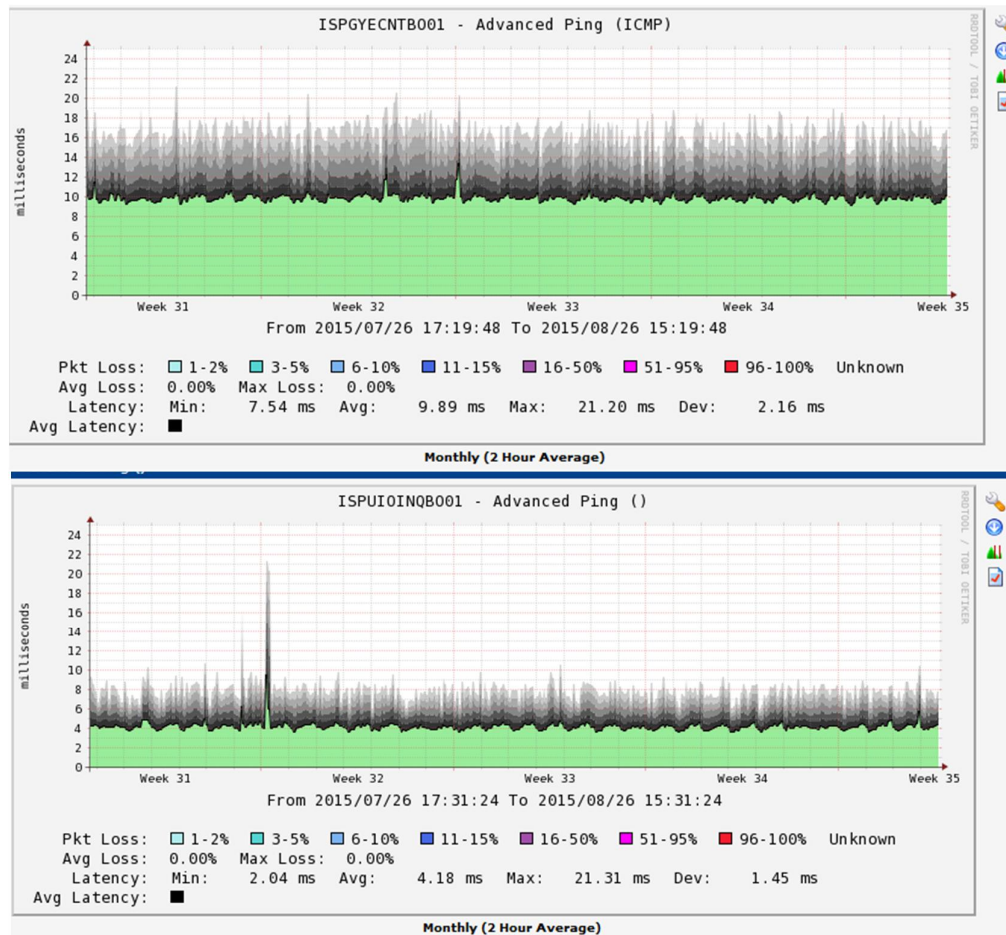 ISPGYECNTBO01 - Advanced Ping (ICMP)
RRDTOOL / TOBI OETIKER
milliseconds
24
22
20
18
16
14
12
10
8
6
4
2
0
Week 31 Week 32 Week 33 Week 34 Week 35
From 2015/07/26 17:19:48 To 2015/08/26 15:19:48
Pkt Loss: 1-2% 3-5% 6-10% 11-15% 16-50% 51-95% 96-100% Unknown
Avg Loss: 0.00% Max Loss: 0.00%
Latency: Min: 7.54 ms Avg: 9.89 ms Max: 21.20 ms Dev: 2.16 ms
Avg Latency:
Monthly (2 Hour Average)
ISPUIOINQBO01 - Advanced Ping ()
RRDTOOL / TOBI OETIKER
milliseconds
24
22
20
18
16
14
12
10
8
6
4
2
0
Week 31 Week 32 Week 33 Week 34 Week 35
From 2015/07/26 17:31:24 To 2015/08/26 15:31:24
Pkt Loss: 1-2% 3-5% 6-10% 11-15% 16-50% 51-95% 96-100% Unknown
Avg Loss: 0.00% Max Loss: 0.00%
Latency: Min: 2.04 ms Avg: 4.18 ms Max: 21.31 ms Dev: 1.45 ms
Avg Latency:
Monthly (2 Hour Average)